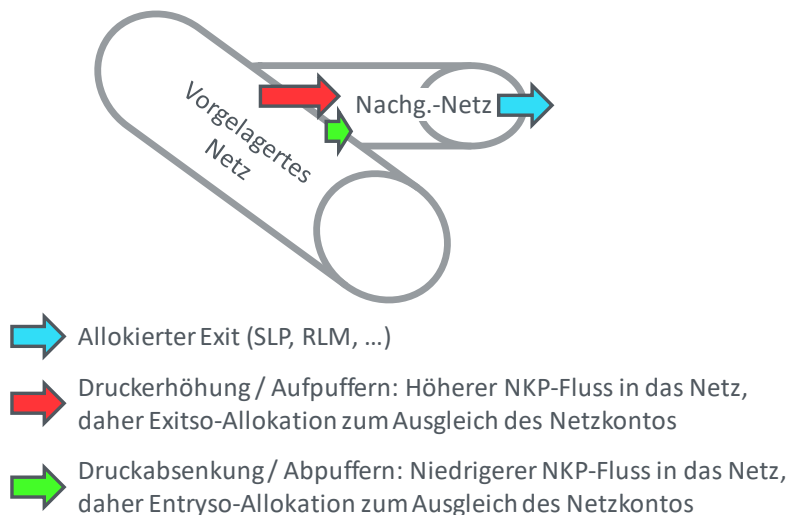 Vorgelagertes
Netz
Nachg.-Netz
Allokierter Exit (SLP, RLM, ...)
Druckerhöhung / Aufpuffern: Höherer NKP-Fluss in das Netz,
daher Exitso-Allokation zum Ausgleich des Netzkontos
Druckabsenkung / Abpuffern: Niedrigerer NKP-Fluss in das Netz,
daher Entryso-Allokation zum Ausgleich des Netzkontos